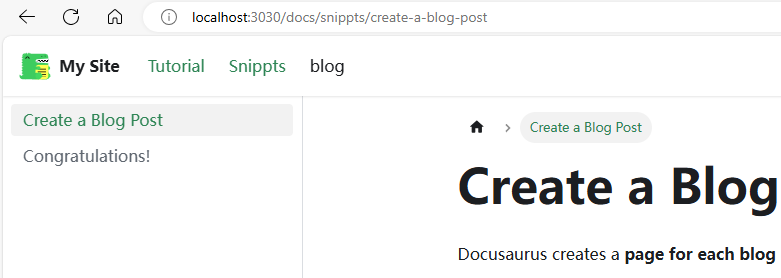 localhost:3030/docs/snippts/create-a-blog-post
My Site Tutorial Snippts blog
Create a Blog Post
Congratulations!
Create a Blog Post
Create a Blog
Docusaurus creates a page for each blog